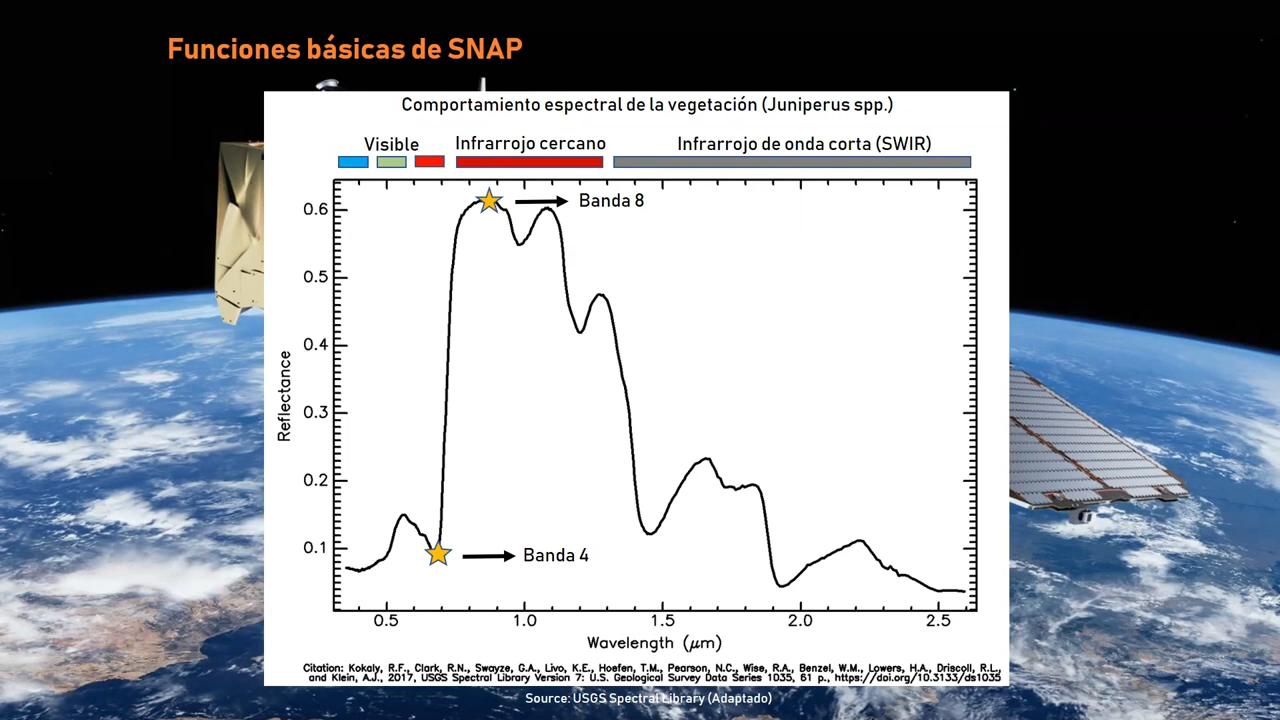 Funciones básicas de SNAP
Comportamiento espectral de la vegetación (Juniperus spp.)
Visible
Infrarrojo cercano
Infrarrojo de onda corta (SWIR)
0.6
Banda 8
0.5
0.4
Reflectance
0.3
0.2
0.1
Banda 4
0.5 1.0 1.5 2.0 2.5
Wavelength (μm)
Citation: Kokaly, R.F., Clark, R.N., Swayze, G.A., Livo, K.E., Hoefen, T.M., Pearson, N.C., Wise, R.A., Benzel, W.M., Lowers, H.A., Driscoll, R.L.,
and Klein, A.J., 2017, USGS Spectral Library Version 7: U.S. Geological Survey Data Series 1035, 61 p., https://doi.org/10.3133/ds1035
Source: USGS Spectral Library (Adaptado)